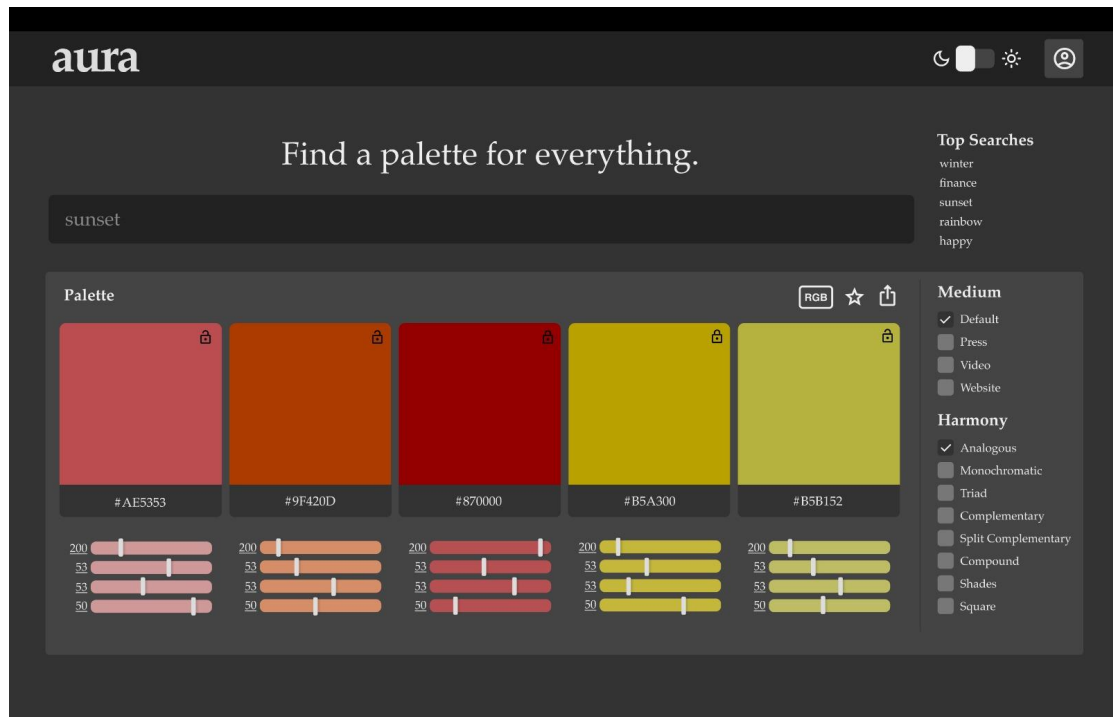 aura
Find a palette for everything.
sunset
Top Searches
winter
finance
sunset
rainbow
happy
Palette
RGB
#AE5353
#9F420D
#870000
#B5A300
#B5B152
200
53
53
50
200
53
53
50
200
53
53
50
200
53
53
50
200
53
53
50
Medium
Default
Press
Video
Website
Harmony
Analogous
Monochromatic
Triad
Complementary
Split Complementary
Compound
Shades
Square